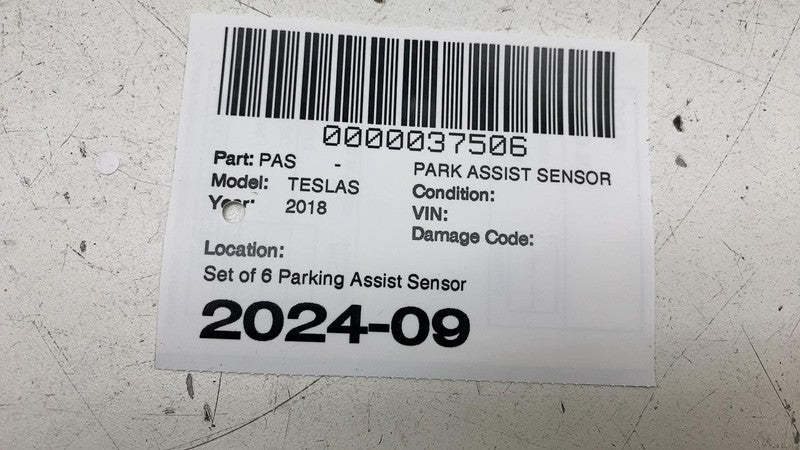 0000037506
Part: PAS - PARK ASSIST SENSOR
Model: TESLAS Condition:
Year: 2018 VIN:
Damage Code:
Location:
Set of 6 Parking Assist Sensor
2024-09